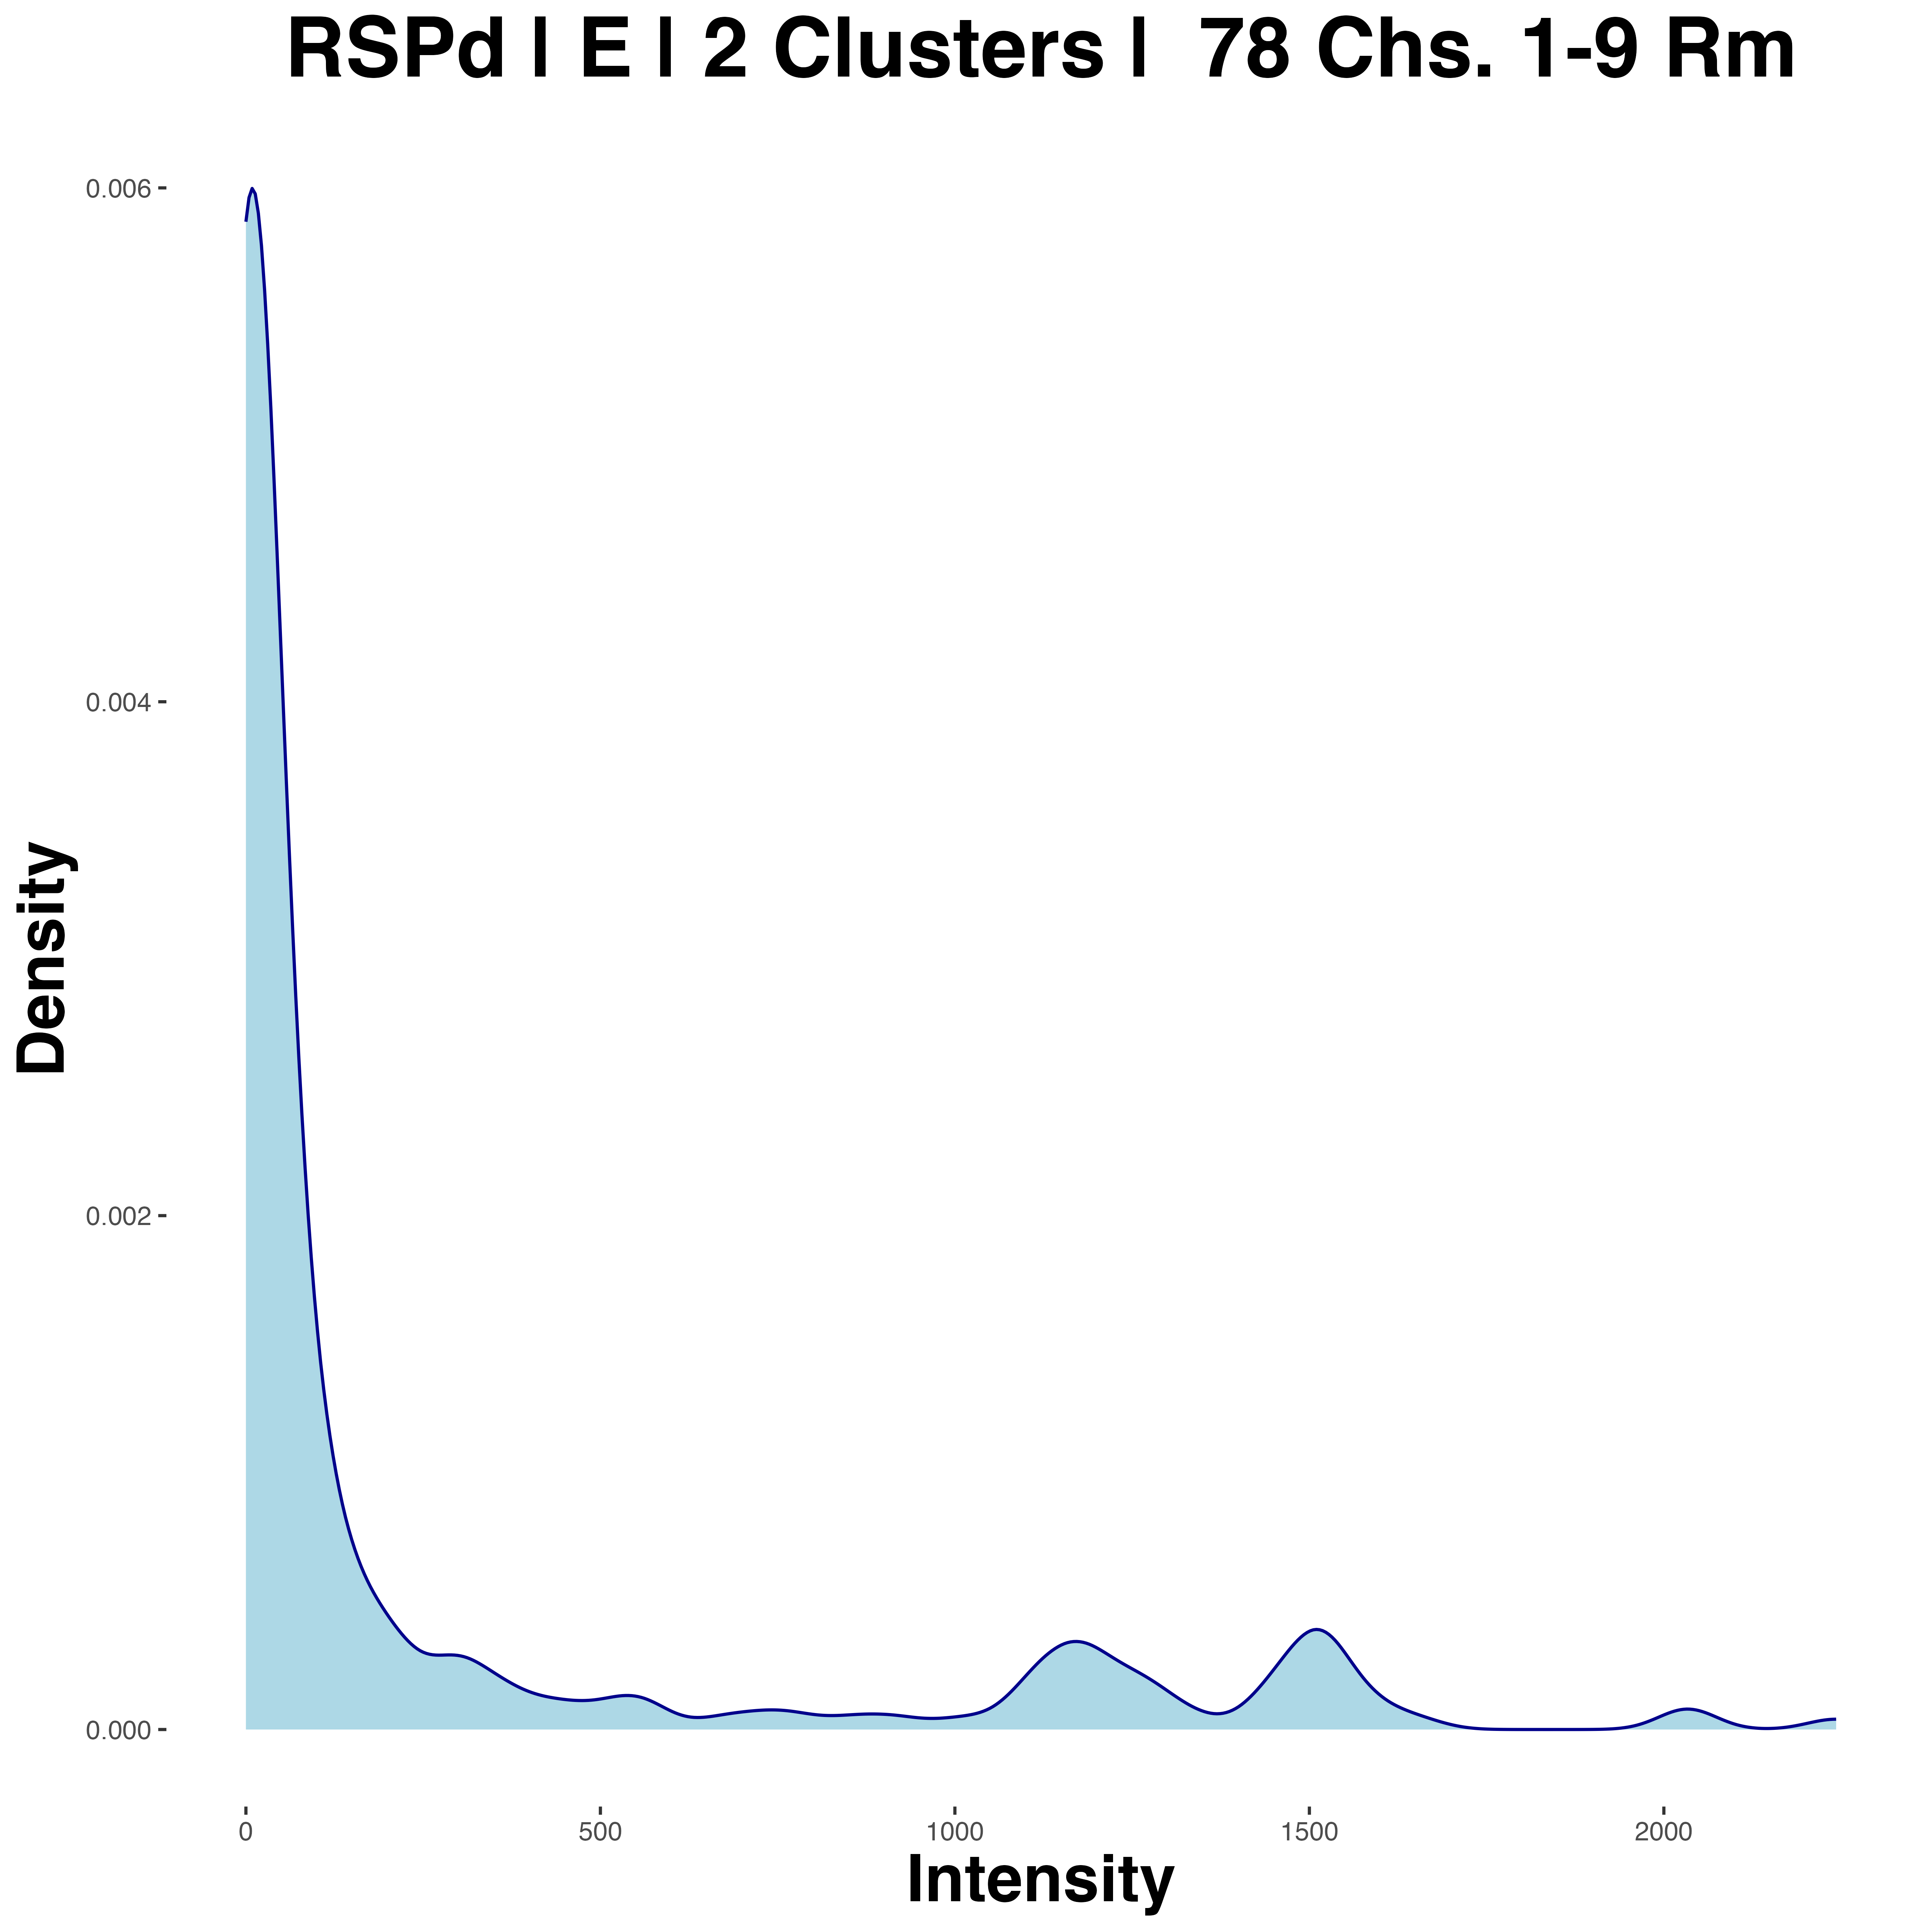 RSPd | E | 2 Clusters | 78 Chs. 1-9 Rm
0.006
0.004
0.002
0.000
Density
0 500 1000 1500 2000
Intensity